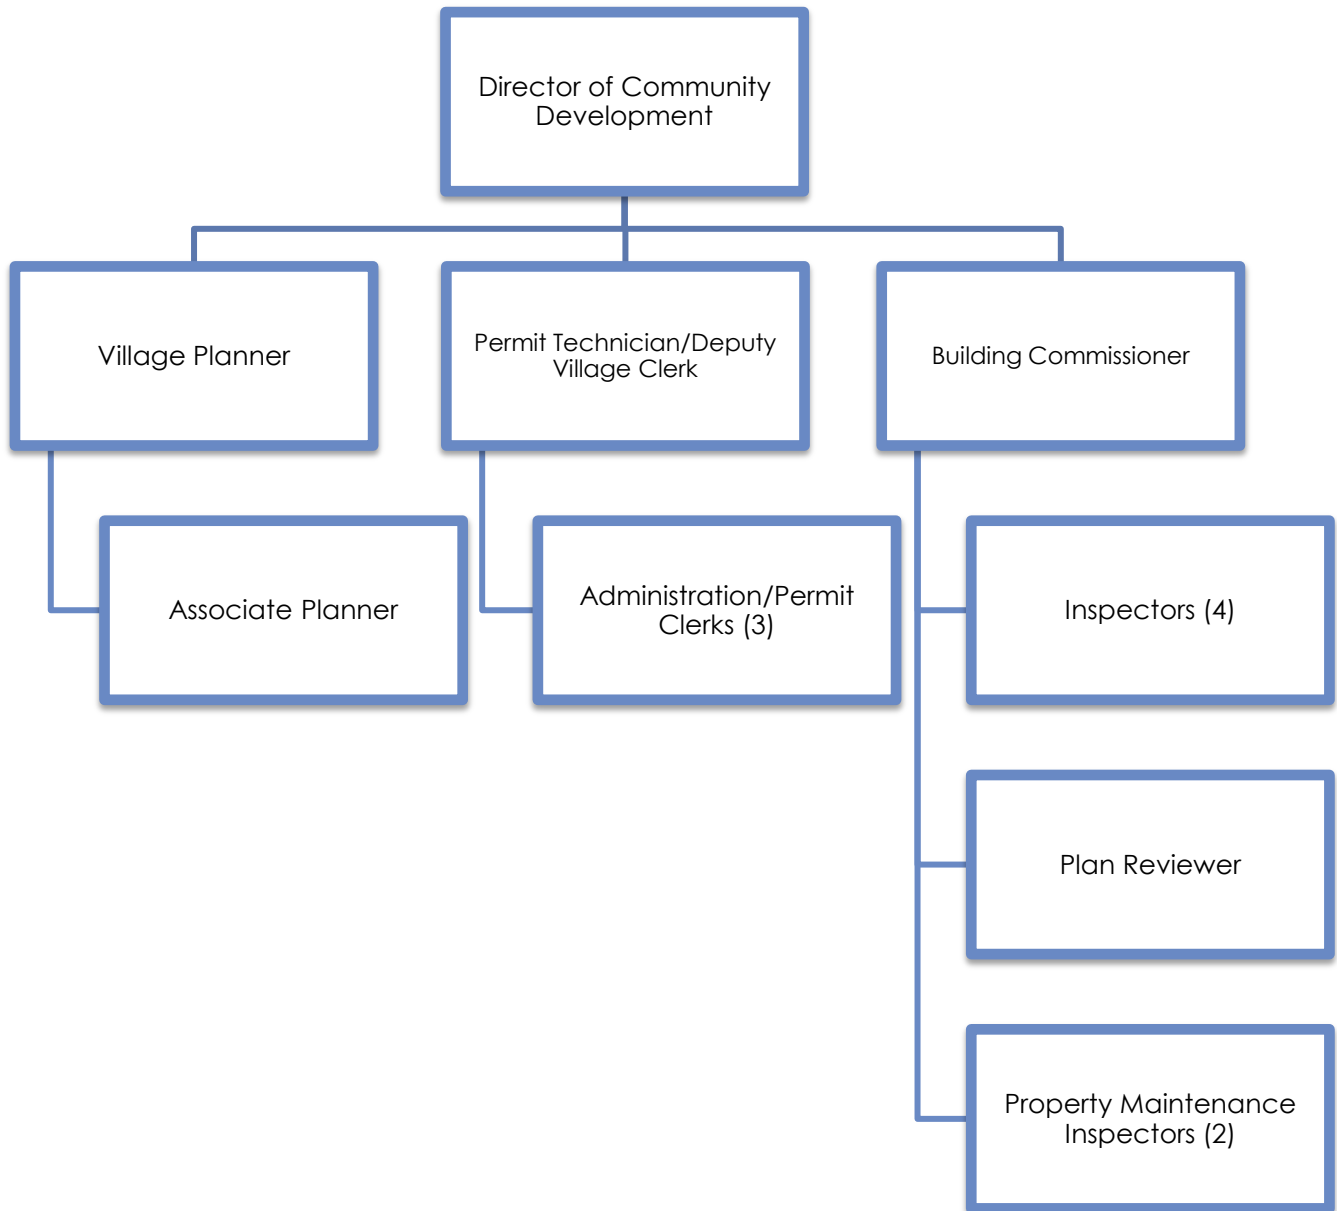 Director of Community
Development
Village Planner
Permit Technician/Deputy
Village Clerk
Building Commissioner
Associate Planner
Administration/Permit
Clerks (3)
Inspectors (4)
Plan Reviewer
Property Maintenance
Inspectors (2)